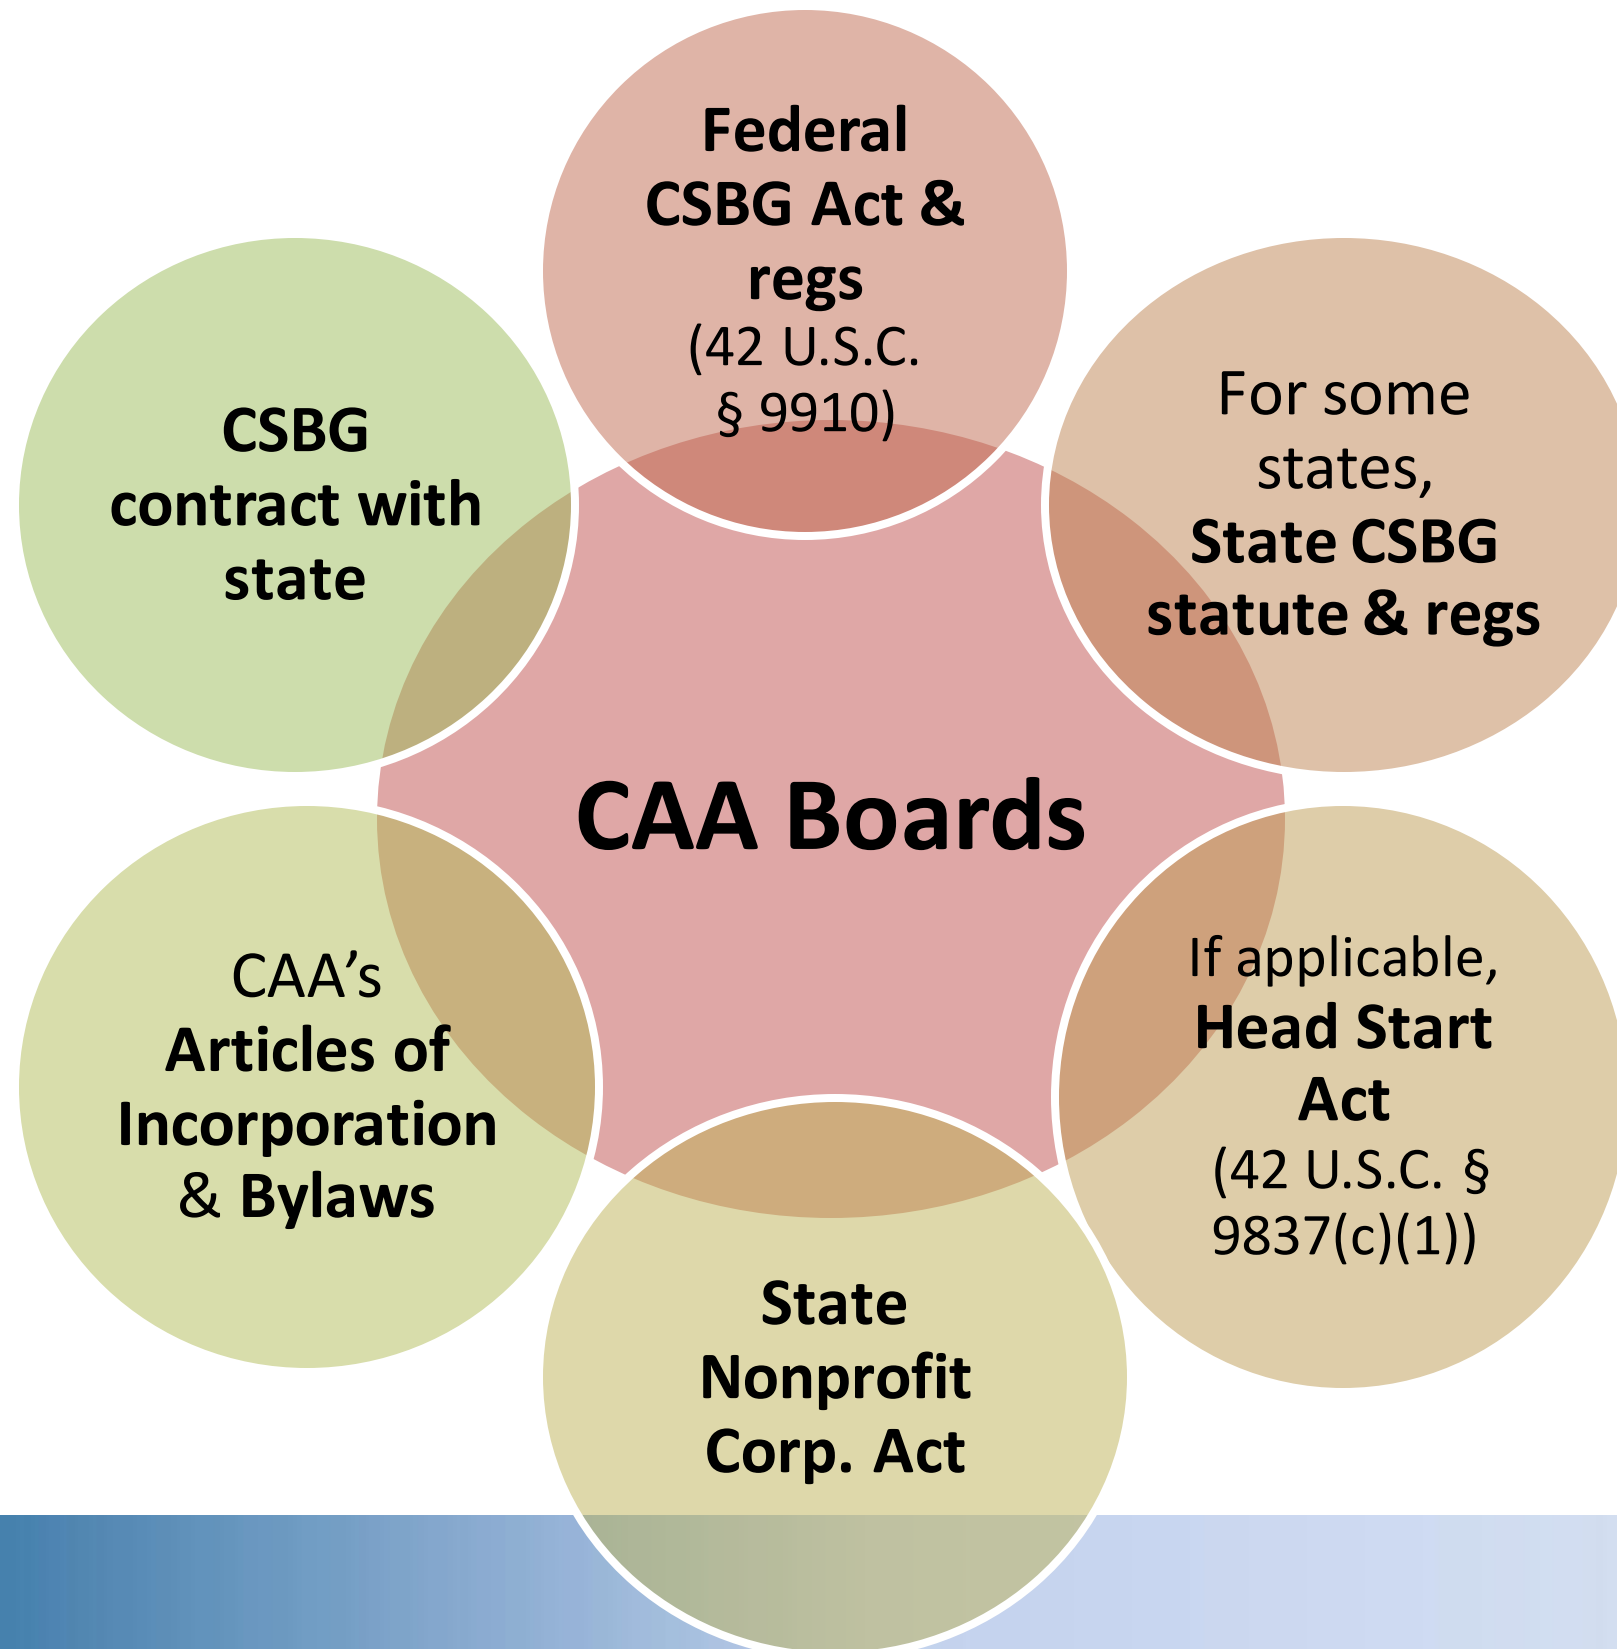 Federal
CSBG Act &
regs
(42 U.S.C.
§ 9910)
For some
states,
State CSBG
statute & regs
If applicable,
Head Start
Act
(42 U.S.C. §
9837(c)(1))
State
Nonprofit
Corp. Act
CAA’s
Articles of
Incorporation
& Bylaws
CSBG
contract with
state
CAA Boards